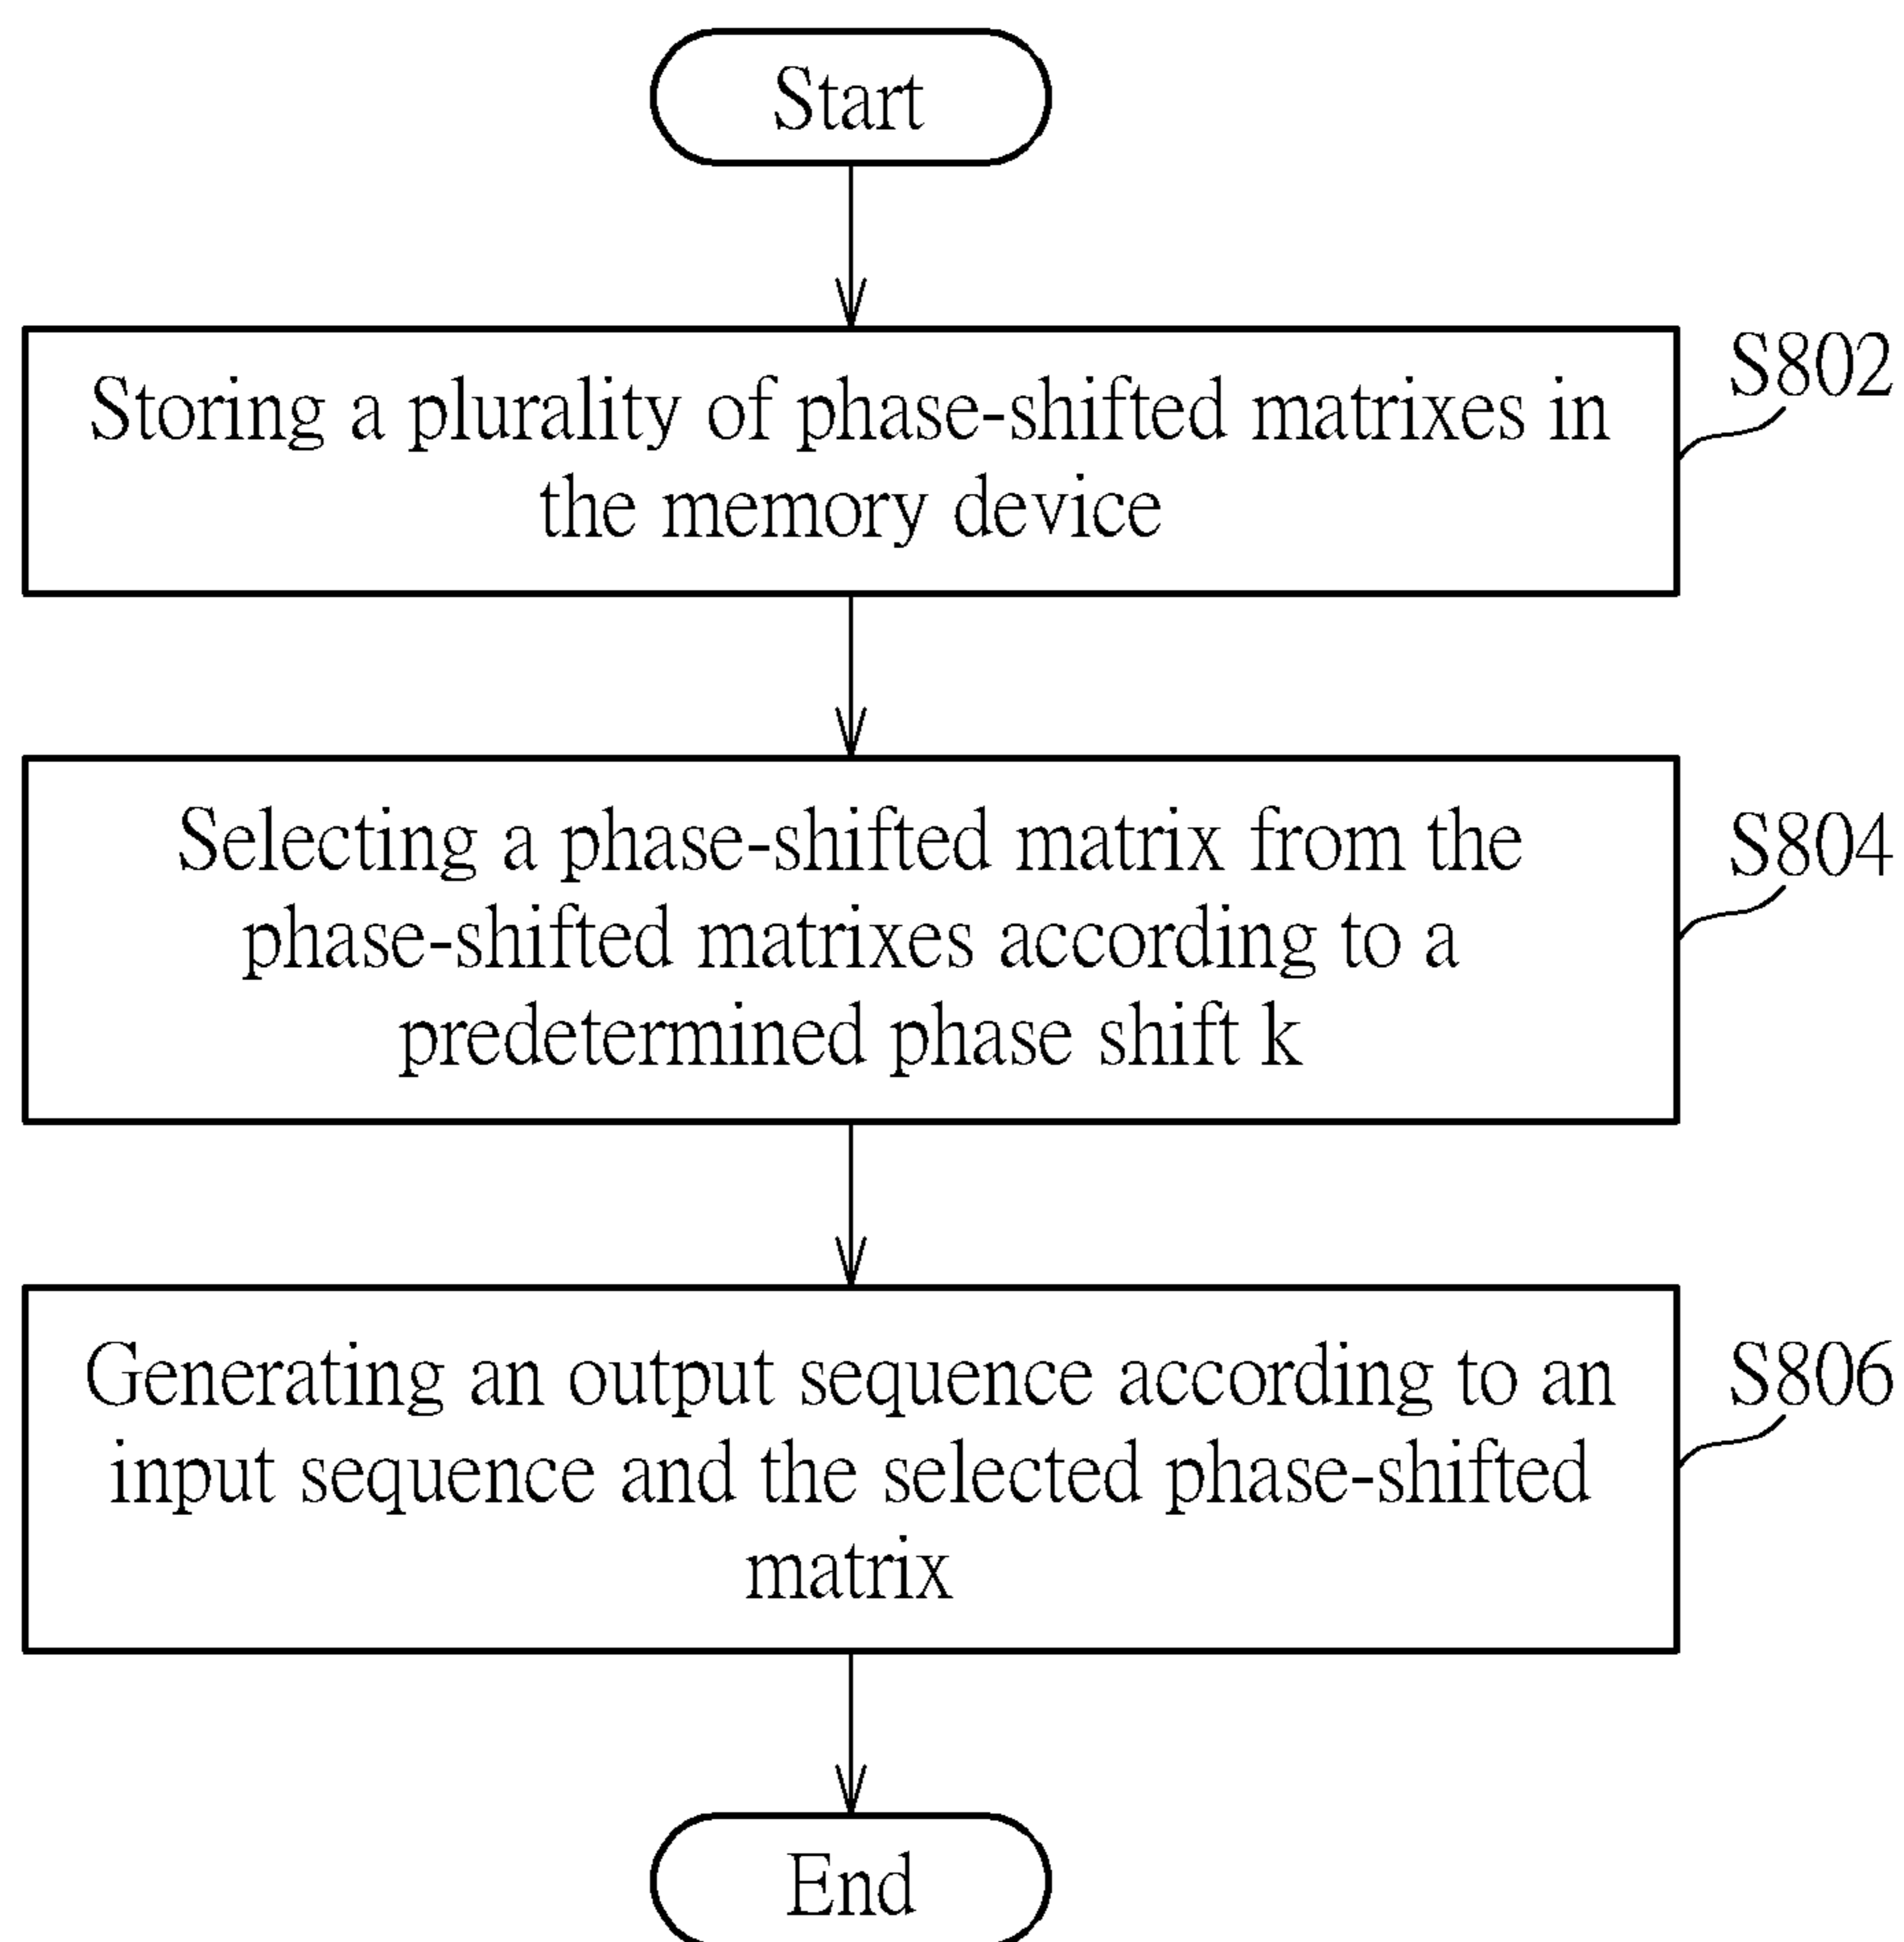 Start
Storing a plurality of phase-shifted matrixes in
the memory device
S802
Selecting a phase-shifted matrix from the
phase-shifted matrixes according to a
predetermined phase shift k
S804
Generating an output sequence according to an
input sequence and the selected phase-shifted
matrix
S806
End